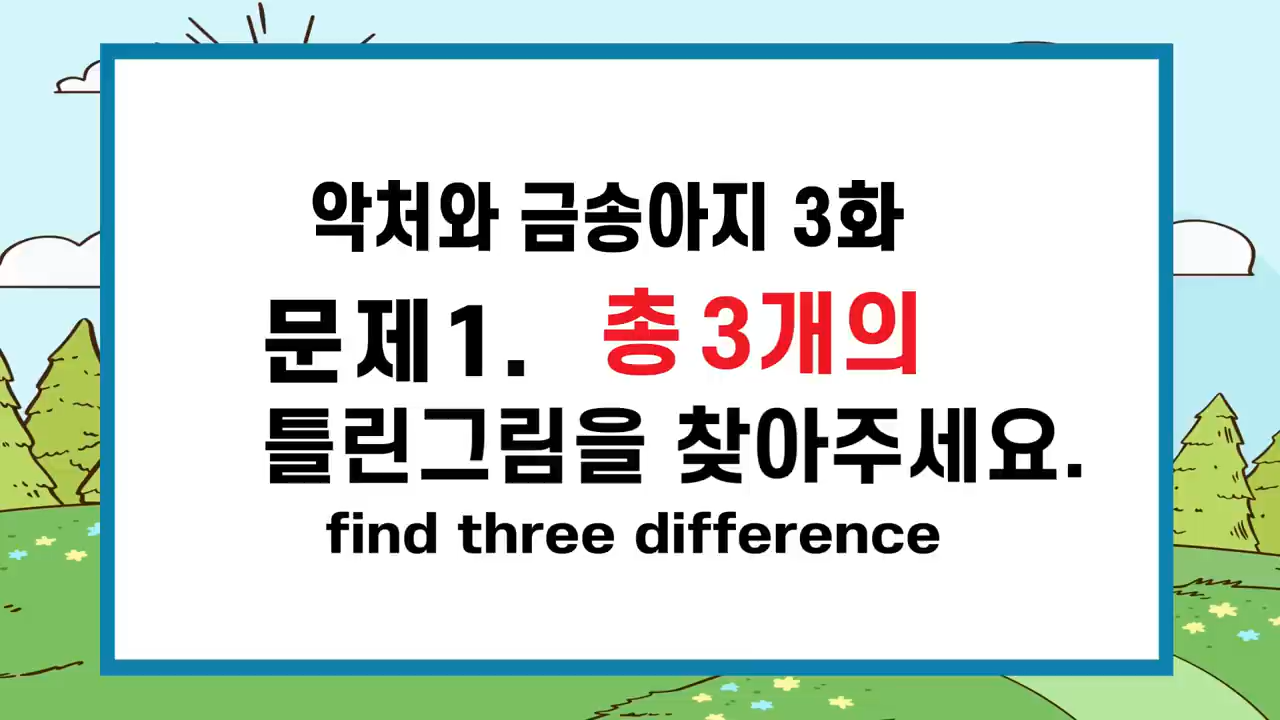 악처와 금송아지 3화
문제1. 총 3개의
틀린그림을 찾아주세요.
find three difference